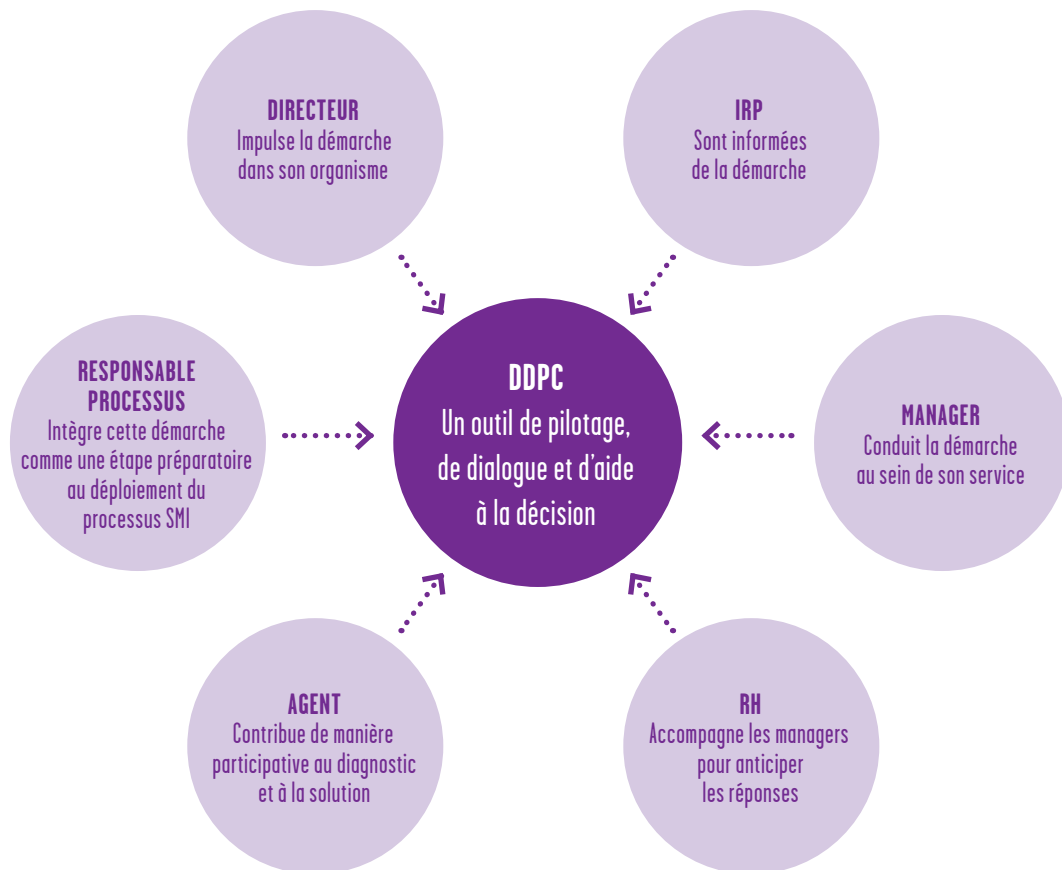 DIRECTEUR
Impulse la démarche
dans son organisme
IRP
Sont informées
de la démarche
RESPONSABLE
PROCESSUS
Intègre cette démarche
comme une étape préparatoire
au déploiement du
processus SMI
DDPC
Un outil de pilotage,
de dialogue et d'aide
à la décision
MANAGER
Conduit la démarche
au sein de son service
AGENT
Contribue de manière
participative au diagnostic
et à la solution
RH
Accompagne les managers
pour anticiper
les réponses